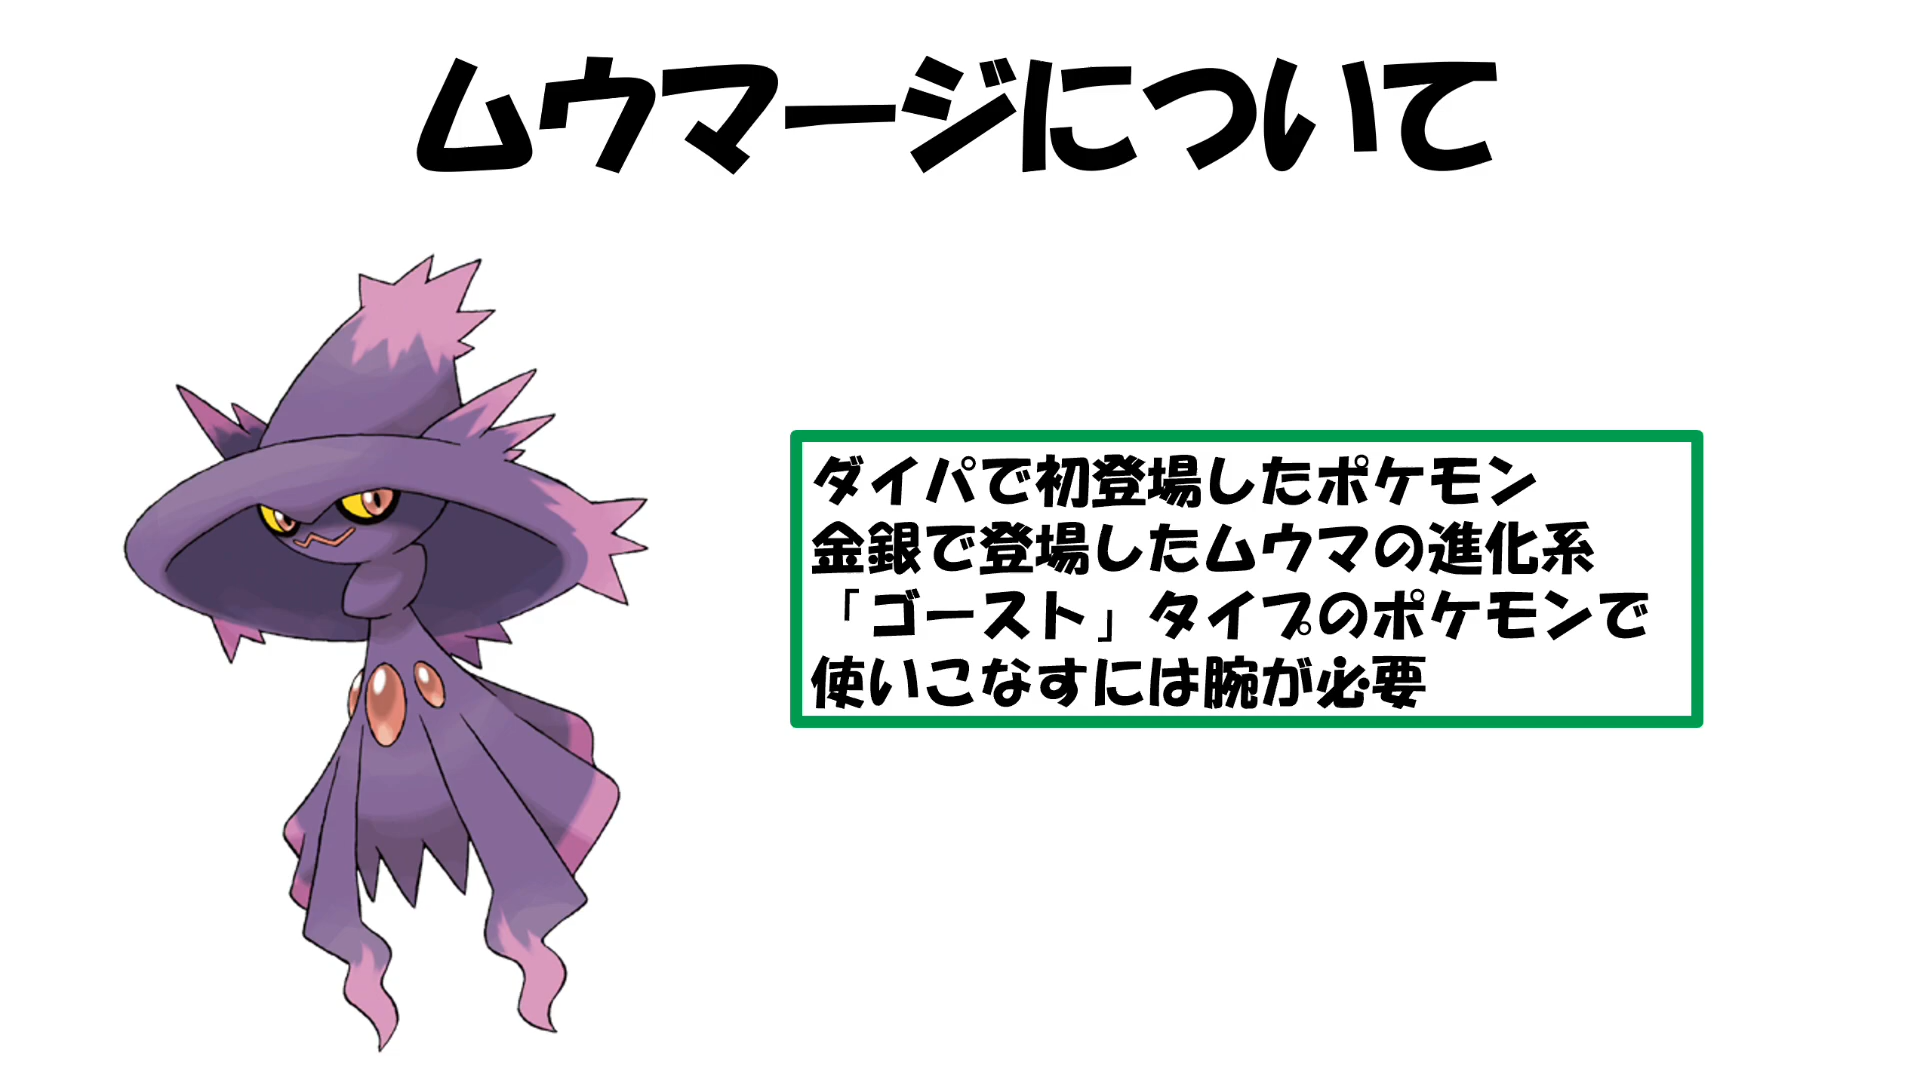 ムウマージについて
ダイパで初登場したポケモン
金銀で登場したムウマの進化系
「ゴースト」タイプのポケモンで
使いこなすには腕が必要